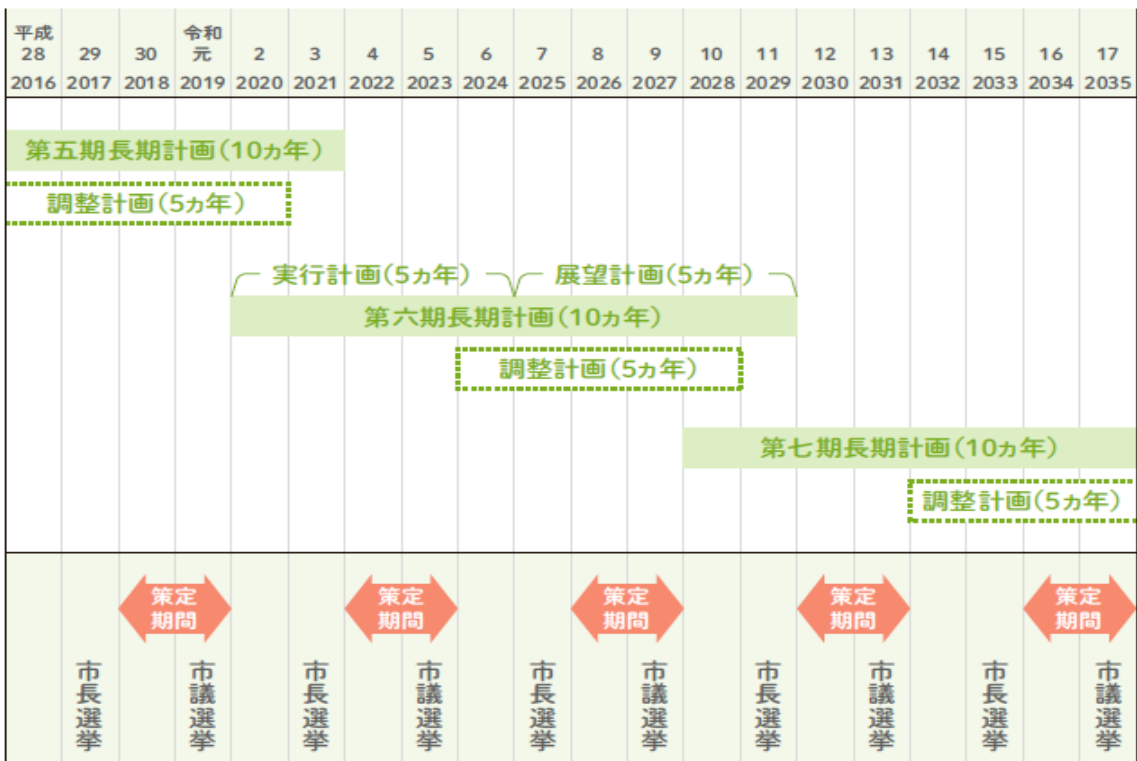 平成 令和
28 29 30 元 2 3 4 5 6 7 8 9 10 11 12 13 14 15 16 17
2016 2017 2018 2019 2020 2021 2022 2023 2024 2025 2026 2027 2028 2029 2030 2031 2032 2033 2034 2035
第五期長期計画(10ヵ年)
調整計画(5ヵ年)
実行計画(5ヵ年) 展望計画(5ヵ年)
第六期長期計画(10ヵ年)
調整計画(5ヵ年)
第七期長期計画(10ヵ年)
調整計画(5ヵ年)
策定 策定 策定 策定 策定
期間 期間 期間 期間 期間
市長選挙 市議選挙 市長選挙 市議選挙 市長選挙 市議選挙 市長選挙 市議選挙 市長選挙 市議選挙